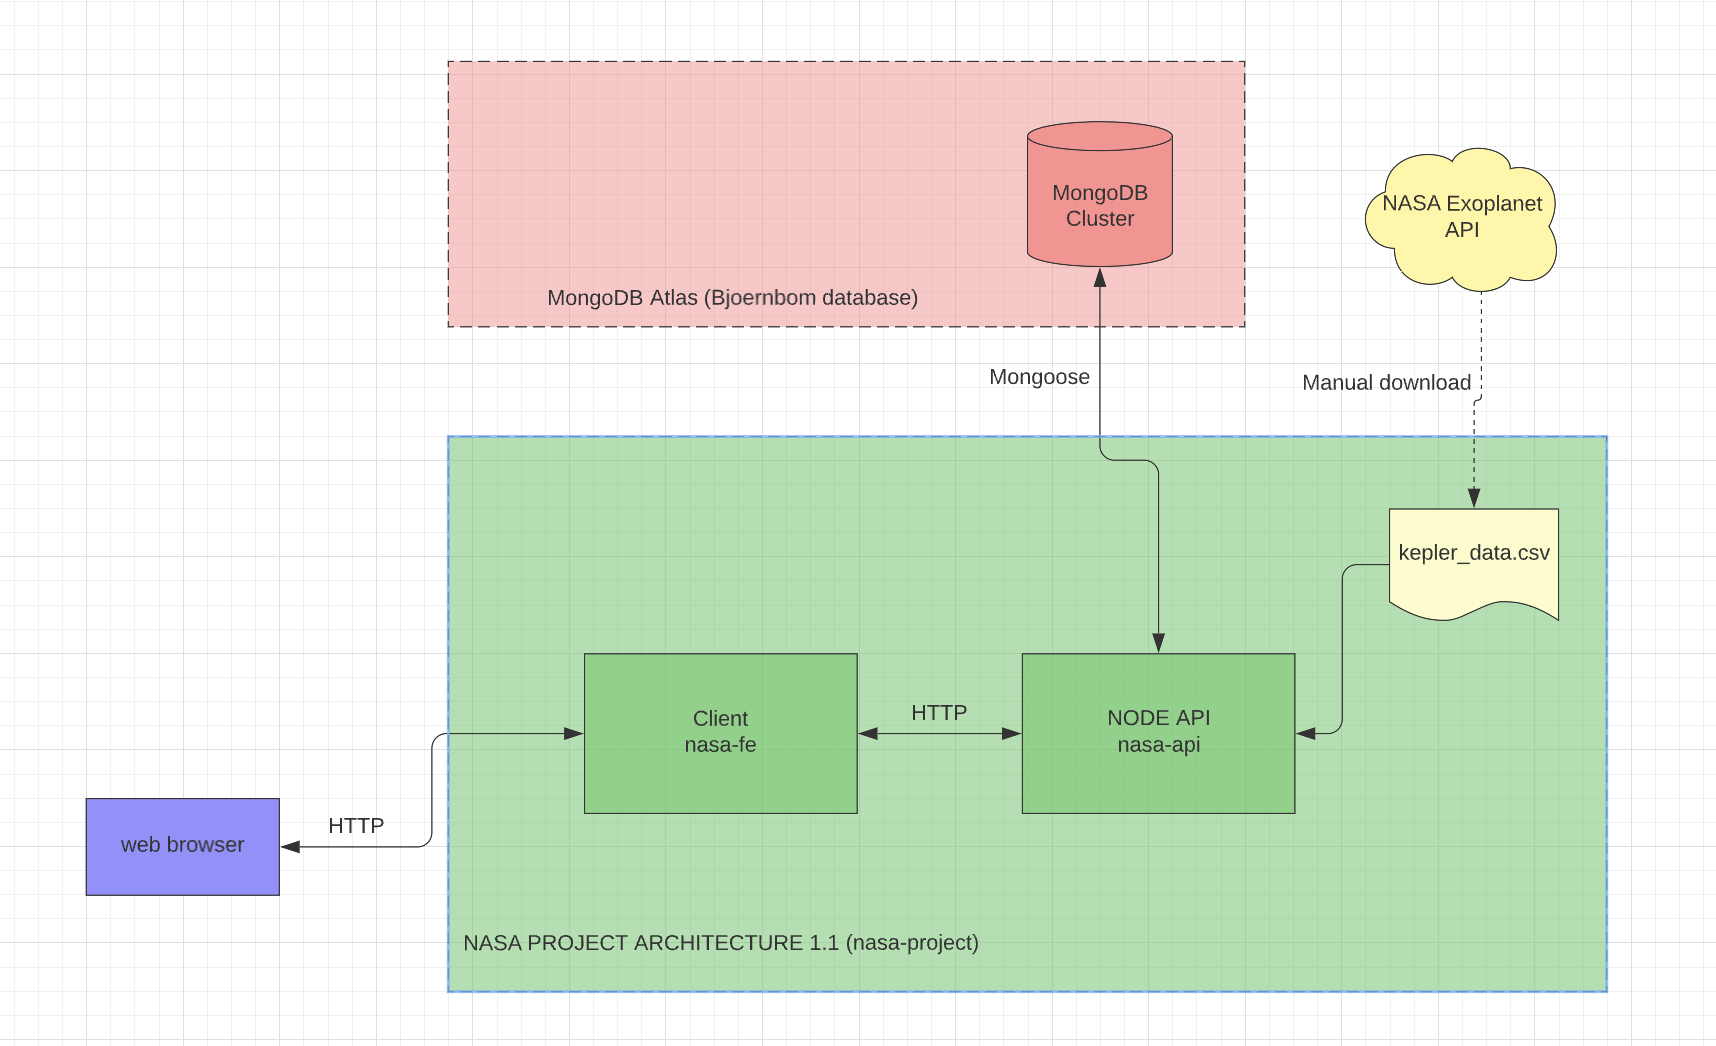 MongoDB
Cluster
NASA Exoplanet
API
MongoDB Atlas (Bjoernbom database)
Mongoose
Manual download
kepler_data.csv
Client
nasa-fe
HTTP
NODE API
nasa-api
HTTP
web browser
NASA PROJECT ARCHITECTURE 1.1 (nasa-project)